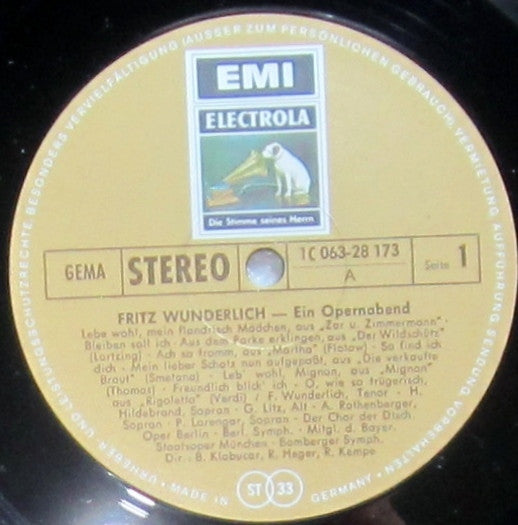 URHEBER- UND LEISTUNGSSCHUTZRECHTE, BESONDERS VERVIELFÄLTIGUNG (AUSSER ZUM PERSÖNLICHEN GEBRAUCH), VERMIETUNG, AUFFÜHRUNG, SENDUNG, VORBEHALTEN
EMI
ELECTROLA
Die Stimme seines Herrn
GEMA
STEREO
1C 063-28 173
A
Seite 1
FRITZ WUNDERLICH — Ein Opernabend
Lebe wohl, mein flandrisch Mädchen, aus „Zar u. Zimmermann" ·
Bleiben soll ich · Aus dem Parke erklingen, aus „Der Wildschütz"
(Lortzing) · Ach so fromm, aus „Martha" (Flotow) · So find ich
dich · Mein lieber Schatz nun aufgepaßt, aus „Die verkaufte
Braut" (Smetana) · Leb' wohl, Mignon, aus „Mignon"
(Thomas) · Freundlich blick' ich · O, wie so trügerisch,
aus „Rigoletto" (Verdi) / F. Wunderlich, Tenor · H.
Hildebrand, Sopran · G. Litz, Alt · A. Rothenberger,
Sopran · P. Lorengar, Sopran · Der Chor der Dtsch.
Oper Berlin · Berl. Symph. · Mitgl. d. Bayer.
Staatsoper München · Bamberger Symph.
Dir.: B. Klobucar, R. Heger, R. Kempe
· MADE IN ST 33 GERMANY ·